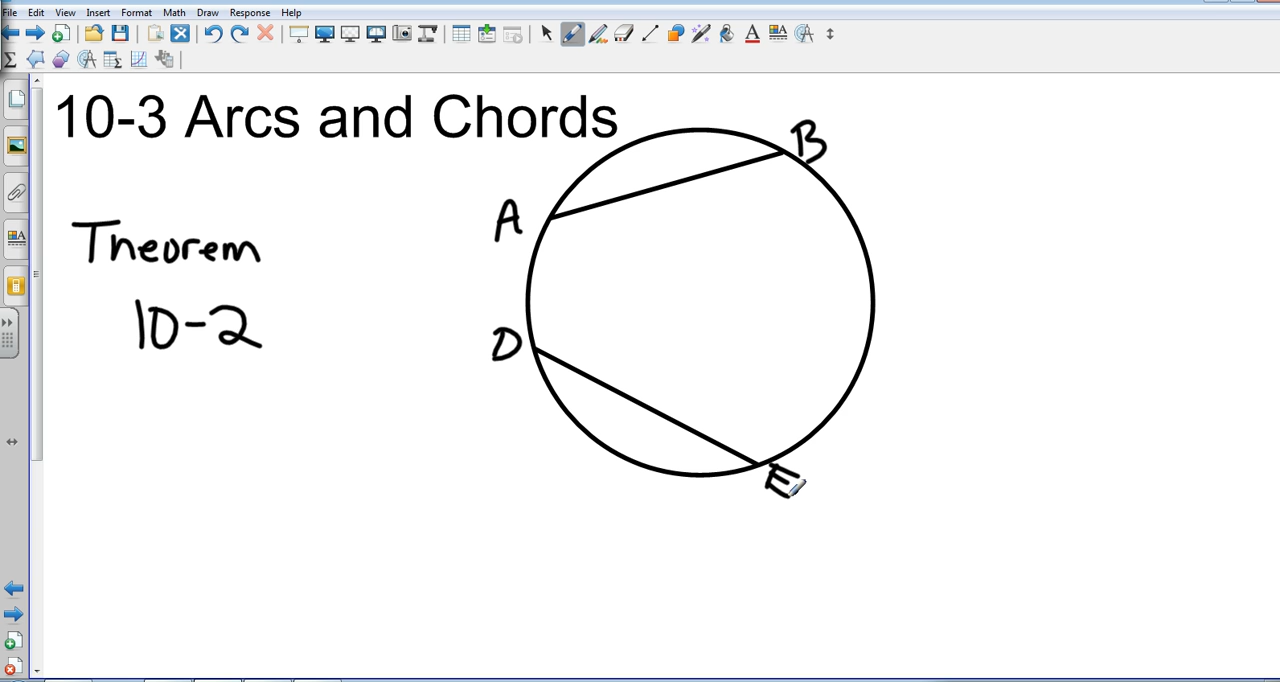 File Edit View Insert Format Math Draw Response Help
10-3 Arcs and Chords
B
A
Theorem
10-2
D
E